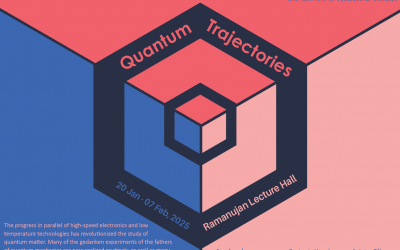 Quantum Trajectories
20 Jan - 07 Feb, 2025
Ramanujan Lecture Hall
The progress in parallel of high-speed electronics and low
temperature technologies has revolutionized the study of
quantum matter. Many of the gedanken experiments of the fathers